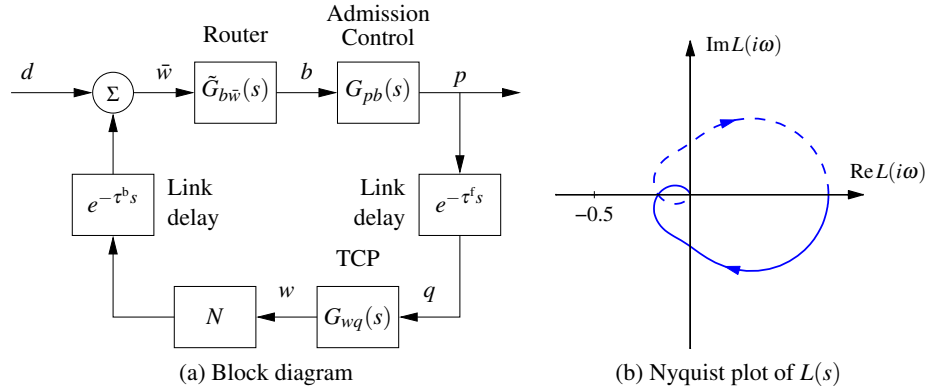 Router
Admission
Control
d
Σ
w̄
G̃_{bw̄}(s)
b
G_{pb}(s)
p
e^{−τ^b s}
Link
delay
Link
delay
e^{−τ^f s}
TCP
N
w
G_{wq}(s)
q
(a) Block diagram
Im L(iω)
Re L(iω)
−0.5
(b) Nyquist plot of L(s)